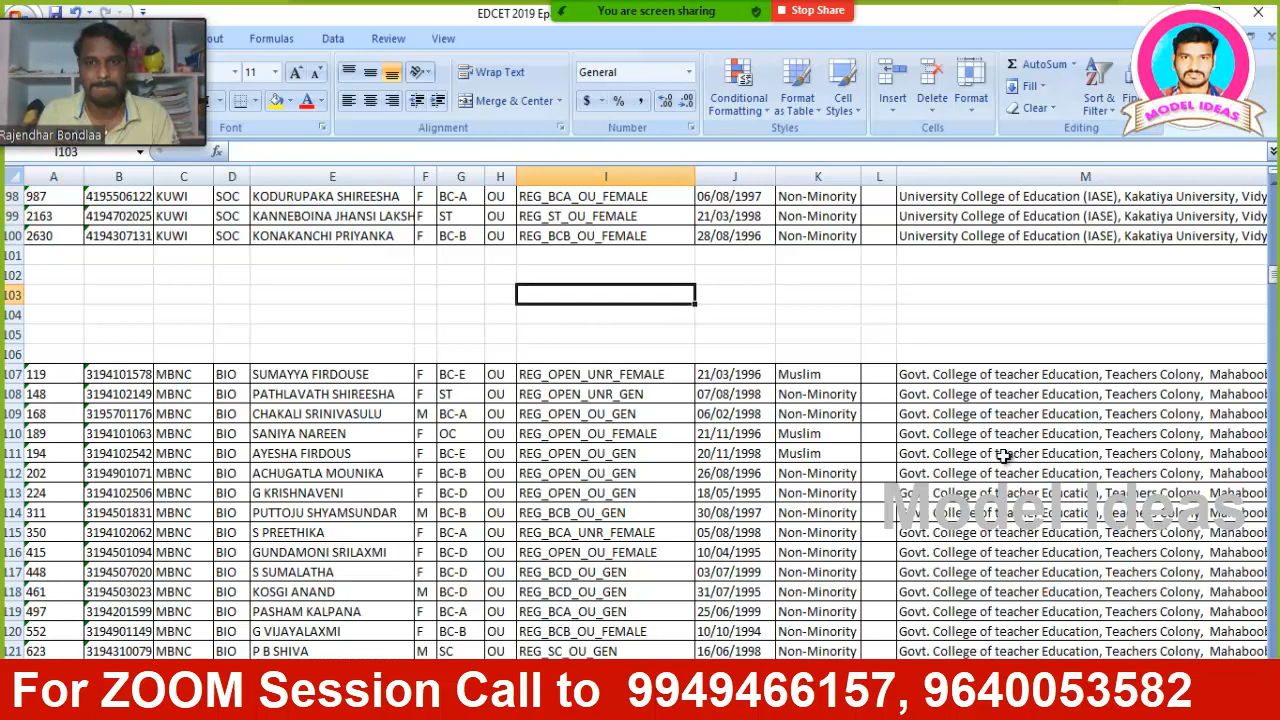 EDCET 2019
You are screen sharing
Stop Share
Formulas Data Review View
11 A A Wrap Text General AutoSum
Merge & Center $ % , Conditional Formatting Format as Table Cell Styles Insert Delete Format Fill Clear Sort &
Font Alignment Number Styles Cells Editing
MODEL IDEAS
Rajendhar Bondlaa
I103 fx
A B C D E F G H I J K L M
98 987 4195506122 KUWI SOC KODURUPAKA SHIREESHA F BC-A OU REG_BCA_OU_FEMALE 06/08/1997 Non-Minority University College of Education (IASE), Kakatiya University, Vidy
99 2163 4194702025 KUWI SOC KANNEBOINA JHANSI LAKSH F ST OU REG_ST_OU_FEMALE 21/03/1998 Non-Minority University College of Education (IASE), Kakatiya University, Vidy
100 2630 4194307131 KUWI SOC KONAKANCHI PRIYANKA F BC-B OU REG_BCB_OU_FEMALE 28/08/1996 Non-Minority University College of Education (IASE), Kakatiya University, Vidy
101
102
103
104
105
106
107 119 3194101578 MBNC BIO SUMAYYA FIRDOUSE F BC-E OU REG_OPEN_UNR_FEMALE 21/03/1996 Muslim Govt. College of teacher Education, Teachers Colony, Mahaboob
108 148 3194102149 MBNC BIO PATHLAVATH SHIREESHA F ST OU REG_OPEN_UNR_GEN 07/08/1998 Non-Minority Govt. College of teacher Education, Teachers Colony, Mahaboob
109 168 3195701176 MBNC BIO CHAKALI SRINIVASULU M BC-A OU REG_OPEN_OU_GEN 06/02/1998 Non-Minority Govt. College of teacher Education, Teachers Colony, Mahaboob
110 189 3194101063 MBNC BIO SANIYA NAREEN F OC OU REG_OPEN_OU_FEMALE 21/11/1996 Muslim Govt. College of teacher Education, Teachers Colony, Mahaboob
111 194 3194102542 MBNC BIO AYESHA FIRDOUS F BC-E OU REG_OPEN_OU_GEN 20/11/1998 Muslim Govt. College of teacher Education, Teachers Colony, Mahaboob
112 202 3194901071 MBNC BIO ACHUGATLA MOUNIKA F BC-B OU REG_OPEN_OU_GEN 26/08/1996 Non-Minority Govt. College of teacher Education, Teachers Colony, Mahaboob
113 224 3194102506 MBNC BIO G KRISHNAVENI F BC-D OU REG_OPEN_OU_GEN 18/05/1995 Non-Minority Govt. College of teacher Education, Teachers Colony, Mahaboob
114 311 3194501831 MBNC BIO PUTTOJU SHYAMSUNDAR M BC-B OU REG_BCB_OU_GEN 30/08/1997 Non-Minority Govt. College of teacher Education, Teachers Colony, Mahaboob
115 350 3194102062 MBNC BIO S PREETHIKA F BC-A OU REG_BCA_UNR_FEMALE 05/08/1998 Non-Minority Govt. College of teacher Education, Teachers Colony, Mahaboob
116 415 3194501094 MBNC BIO GUNDAMONI SRILAXMI F BC-D OU REG_OPEN_OU_FEMALE 10/04/1995 Non-Minority Govt. College of teacher Education, Teachers Colony, Mahaboob
117 448 3194507020 MBNC BIO S SUMALATHA F BC-D OU REG_BCD_OU_GEN 03/07/1999 Non-Minority Govt. College of teacher Education, Teachers Colony, Mahaboob
118 461 3194503023 MBNC BIO KOSGI ANAND M BC-D OU REG_BCD_OU_GEN 31/07/1995 Non-Minority Govt. College of teacher Education, Teachers Colony, Mahaboob
119 497 3194201599 MBNC BIO PASHAM KALPANA F BC-A OU REG_BCA_OU_GEN 25/06/1999 Non-Minority Govt. College of teacher Education, Teachers Colony, Mahaboob
120 552 3194901149 MBNC BIO G VIJAYALAXMI F BC-B OU REG_BCB_OU_FEMALE 10/10/1994 Non-Minority Govt. College of teacher Education, Teachers Colony, Mahaboob
121 623 3194310079 MBNC BIO P B SHIVA M SC OU REG_SC_OU_GEN 16/06/1998 Non-Minority Govt. College of teacher Education, Teachers Colony, Mahaboob
Model Ideas
For ZOOM Session Call to 9949466157, 9640053582